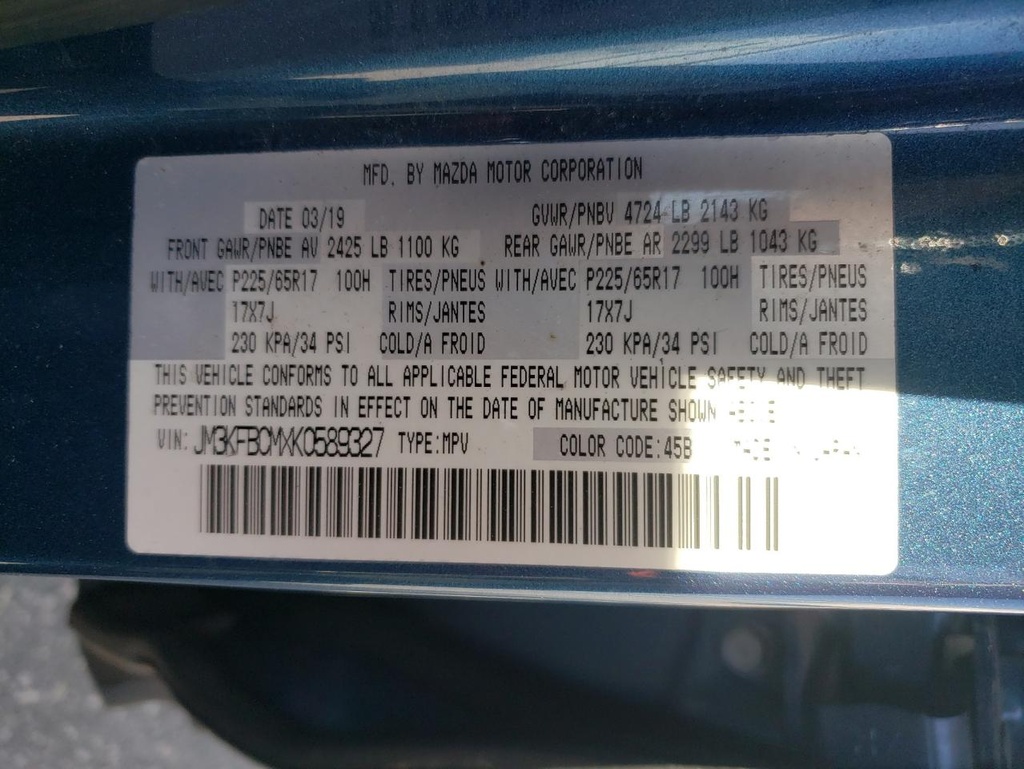 MFD. BY MAZDA MOTOR CORPORATION
DATE 03/19 GVWR/PNBV 4724 LB 2143 KG
FRONT GAWR/PNBE AV 2425 LB 1100 KG REAR GAWR/PNBE AR 2299 LB 1043 KG
WITH/AVEC P225/65R17 100H TIRES/PNEUS WITH/AVEC P225/65R17 100H TIRES/PNEUS
17X7J RIMS/JANTES 17X7J RIMS/JANTES
230 KPA/34 PSI COLD/A FROID 230 KPA/34 PSI COLD/A FROID
THIS VEHICLE CONFORMS TO ALL APPLICABLE FEDERAL MOTOR VEHICLE SAFETY AND THEFT
PREVENTION STANDARDS IN EFFECT ON THE DATE OF MANUFACTURE SHOWN
VIN: JM3KFBCMXK0589327 TYPE:MPV COLOR CODE:45B